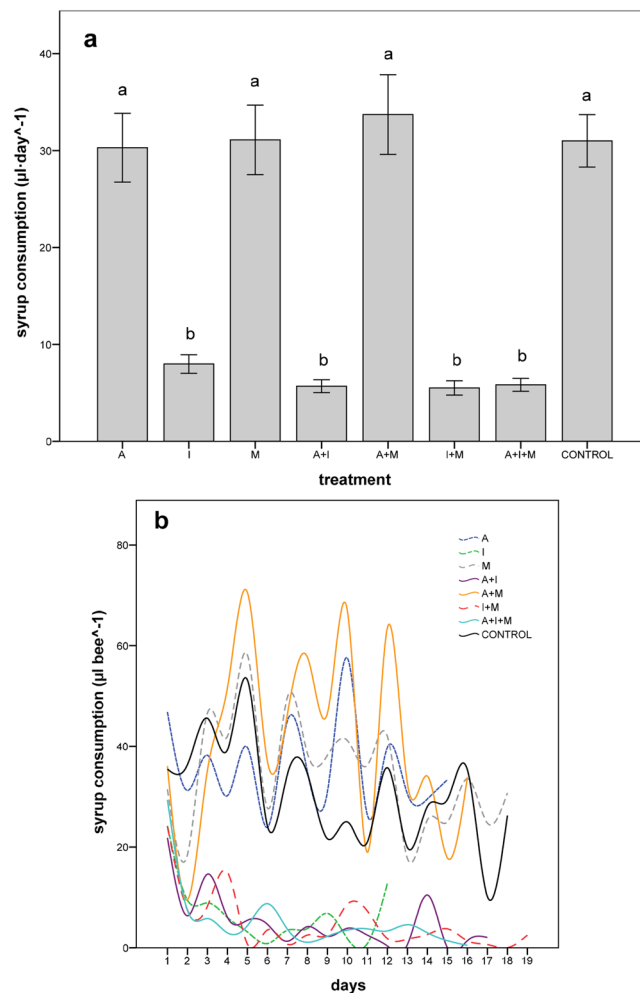 a
syrup consumption (µl·day^-1)
40
30
20
10
0
a
b
a
b
a
b
b
a
A I M A+I A+M I+M A+I+M CONTROL
treatment
b
syrup consumption (µl bee^-1)
80
60
40
20
0
A
I
M
A+I
A+M
I+M
A+I+M
CONTROL
1 2 3 4 5 6 7 8 9 10 11 12 13 14 15 16 17 18 19
days